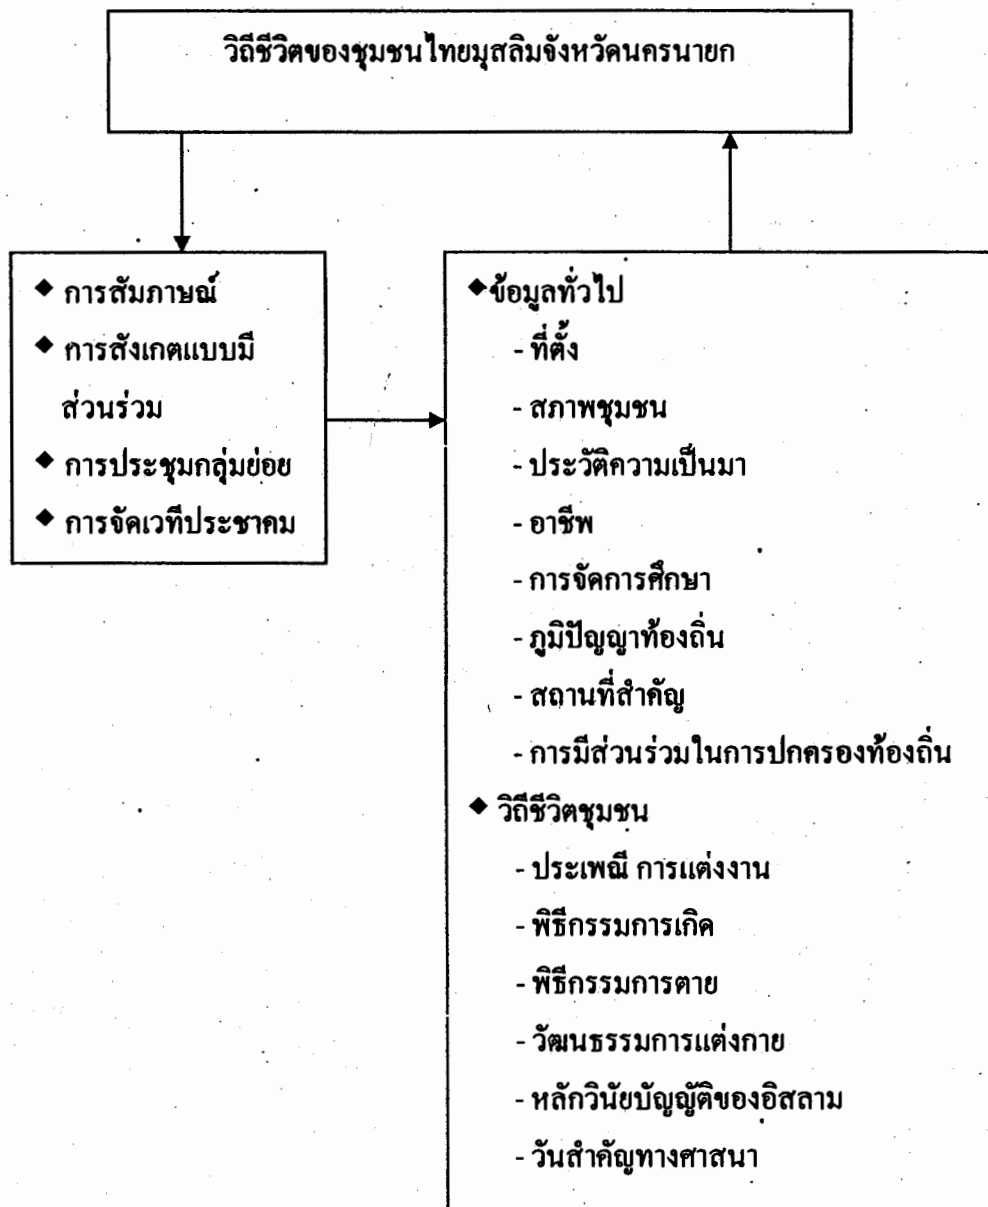 วิถีชีวิตของชุมชนไทยมุสลิมจังหวัดนครนายก
◆ การสัมภาษณ์
◆ การสังเกตแบบมี
ส่วนร่วม
◆ การประชุมกลุ่มย่อย
◆ การจัดเวทีประชาคม
◆ข้อมูลทั่วไป
- ที่ตั้ง
- สภาพชุมชน
- ประวัติความเป็นมา
- อาชีพ
- การจัดการศึกษา
- ภูมิปัญญาท้องถิ่น
- สถานที่สำคัญ
- การมีส่วนร่วมในการปกครองท้องถิ่น
◆ วิถีชีวิตชุมชน
- ประเพณี การแต่งงาน
- พิธีกรรมการเกิด
- พิธีกรรมการตาย
- วัฒนธรรมการแต่งกาย
- หลักวินัยบัญญัติของอิสลาม
- วันสำคัญทางศาสนา